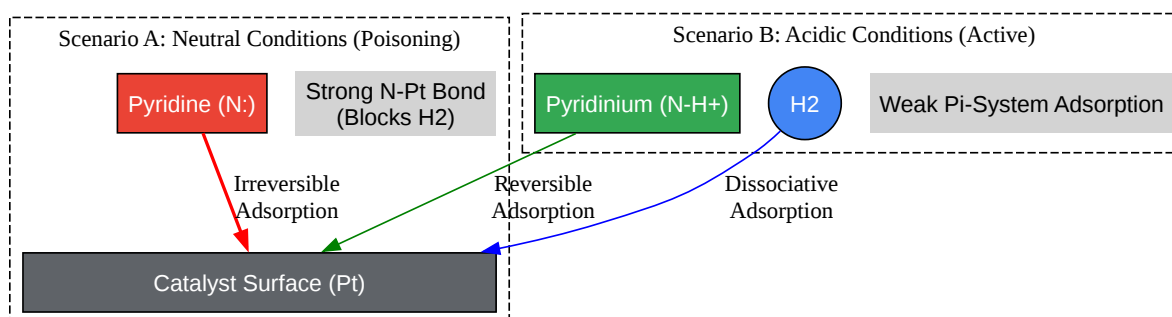 Scenario A: Neutral Conditions (Poisoning)
Pyridine (N:)
Strong N-Pt Bond
(Blocks H2)
Scenario B: Acidic Conditions (Active)
Pyridinium (N-H+)
H2
Weak Pi-System Adsorption
Irreversible
Adsorption
Reversible
Adsorption
Dissociative
Adsorption
Catalyst Surface (Pt)